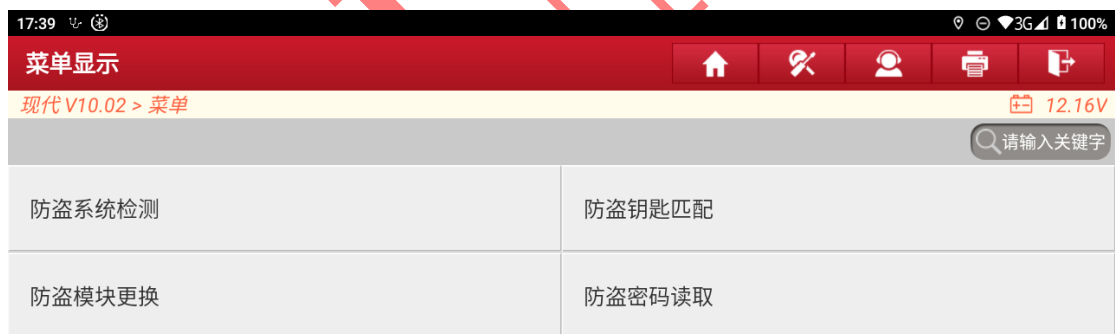 17:39 3G 100%
菜单显示
现代 V10.02 > 菜单 12.16V
请输入关键字
防盗系统检测 防盗钥匙匹配
防盗模块更换 防盗密码读取